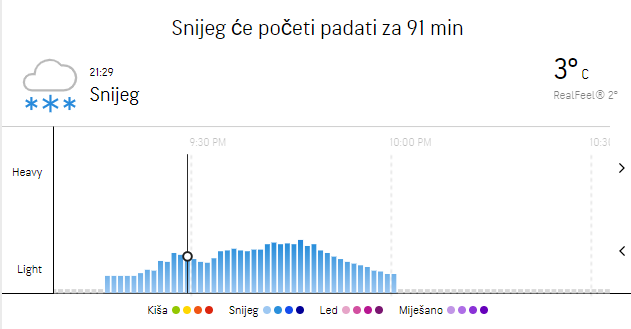 Snijeg će početi padati za 91 min
21:29
Snijeg
3° C
RealFeel® 2°
9:30 PM
10:00 PM
10:30
Heavy
Light
Kiša
Snijeg
Led
Miješano